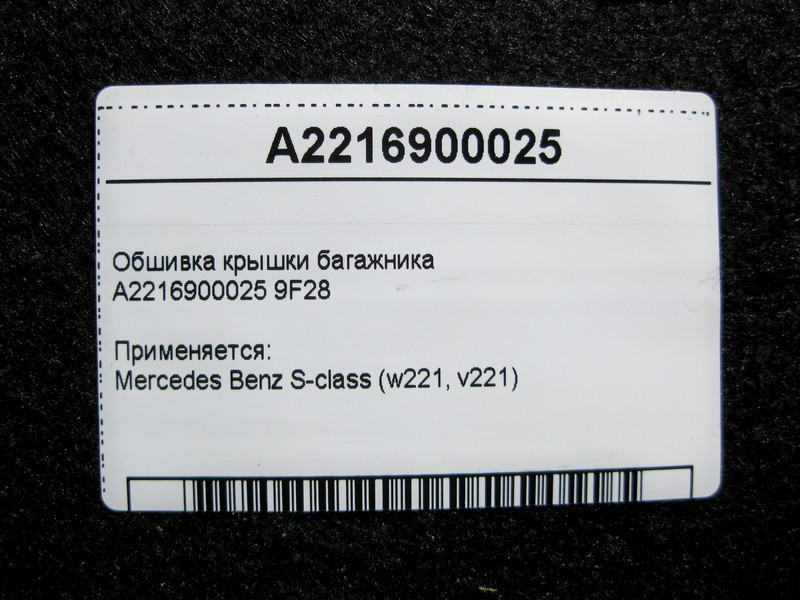 A2216900025
Обшивка крышки багажника
A2216900025 9F28
Применяется:
Mercedes Benz S-class (w221, v221)